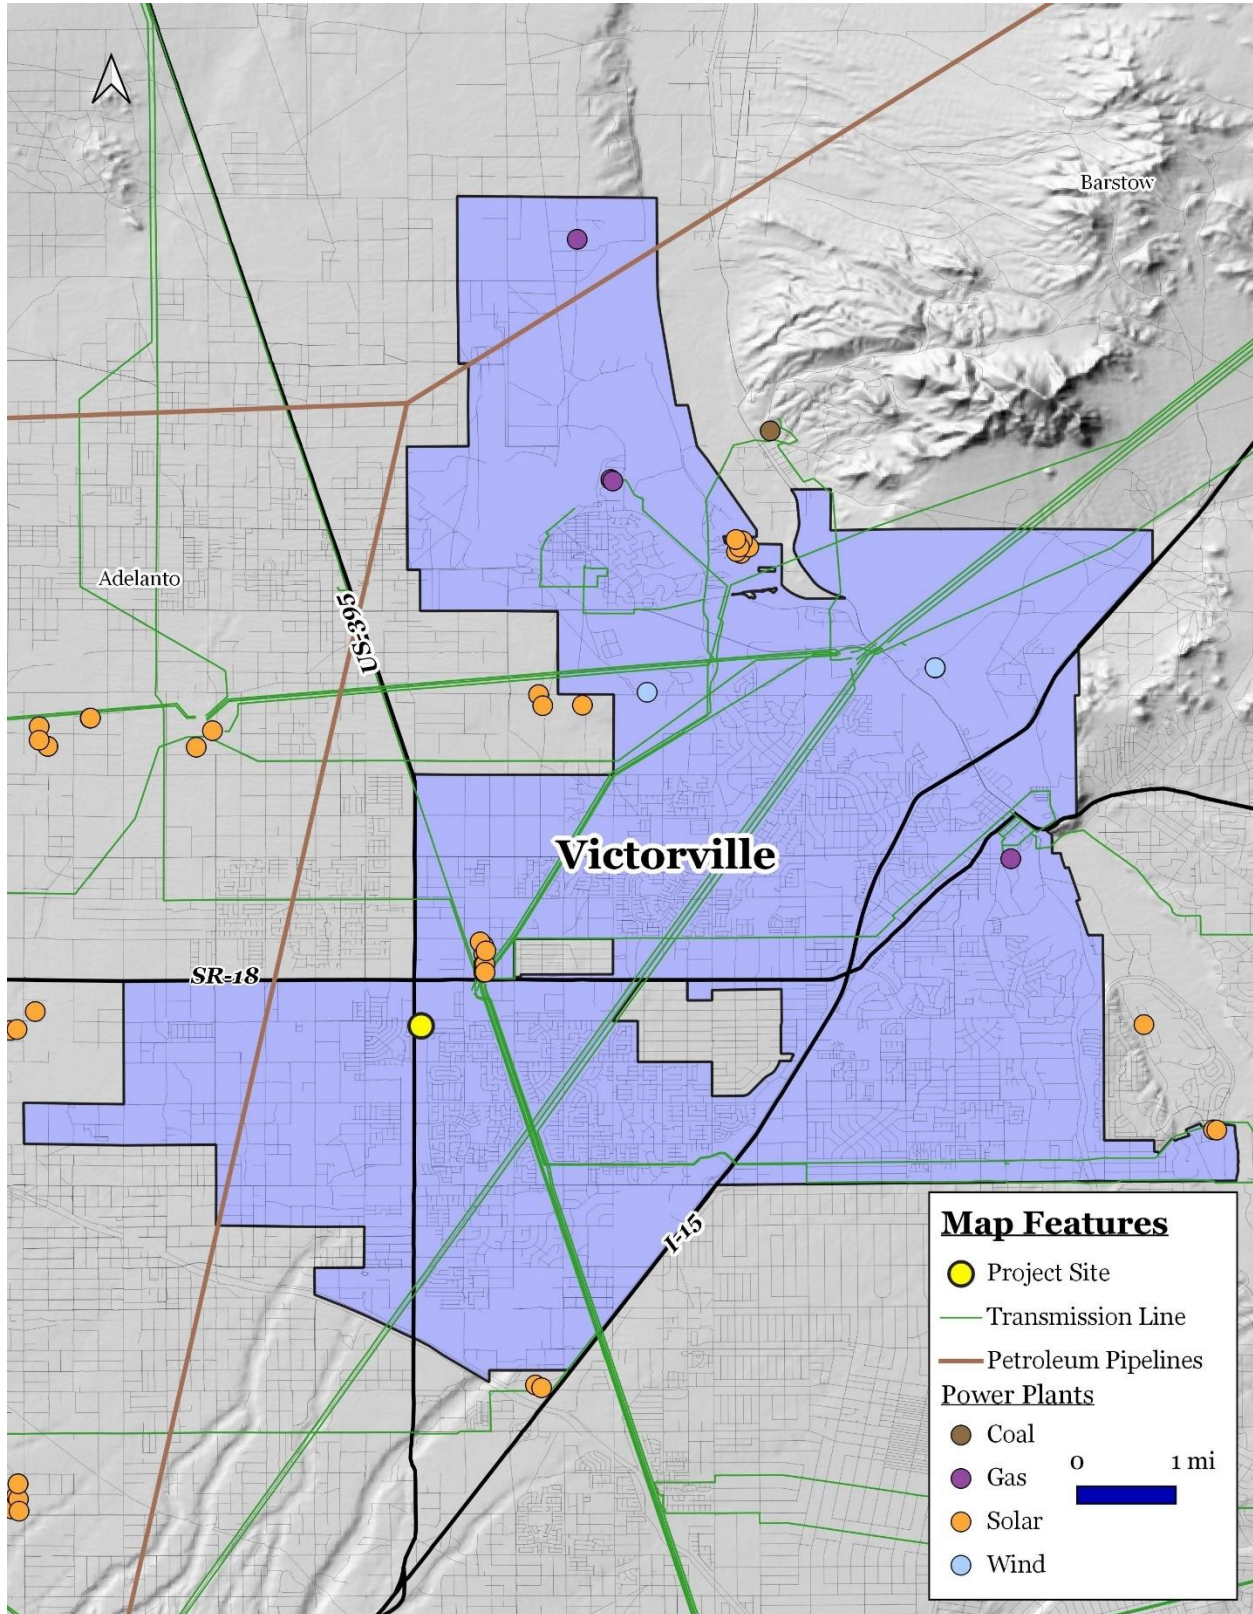 Barstow
Adelanto
US-395
Victorville
SR-18
I-15
Map Features
Project Site
Transmission Line
Petroleum Pipelines
Power Plants
Coal
Gas
Solar
Wind
0 1 mi